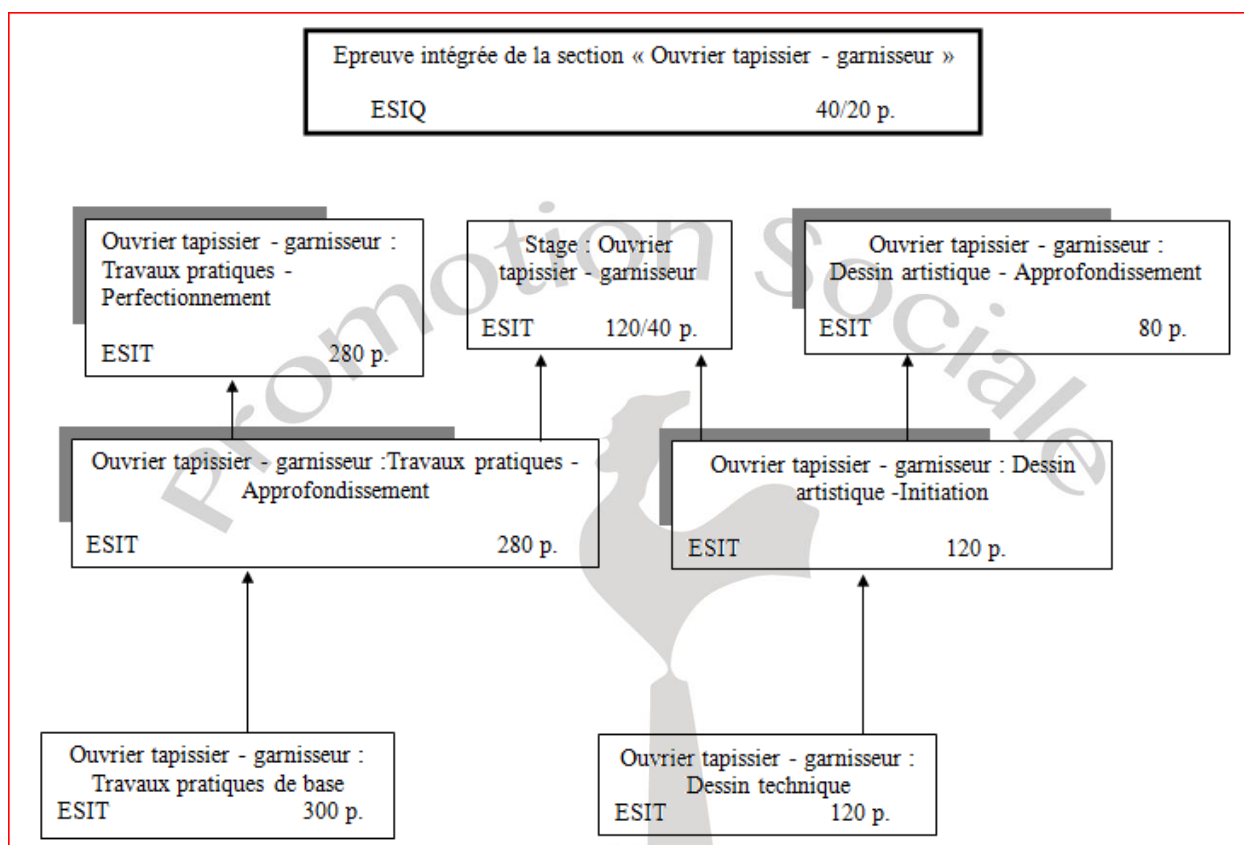 Epreuve intégrée de la section « Ouvrier tapissier - garnisseur »
ESIQ 40/20 p.
Ouvrier tapissier - garnisseur :
Travaux pratiques -
Perfectionnement
ESIT 280 p.
Stage : Ouvrier
tapissier - garnisseur
ESIT 120/40 p.
Ouvrier tapissier - garnisseur :
Dessin artistique - Approfondissement
ESIT 80 p.
Ouvrier tapissier - garnisseur :Travaux pratiques -
Approfondissement
ESIT 280 p.
Ouvrier tapissier - garnisseur : Dessin
artistique -Initiation
ESIT 120 p.
Ouvrier tapissier - garnisseur :
Travaux pratiques de base
ESIT 300 p.
Ouvrier tapissier - garnisseur :
Dessin technique
ESIT 120 p.
Promotion Sociale